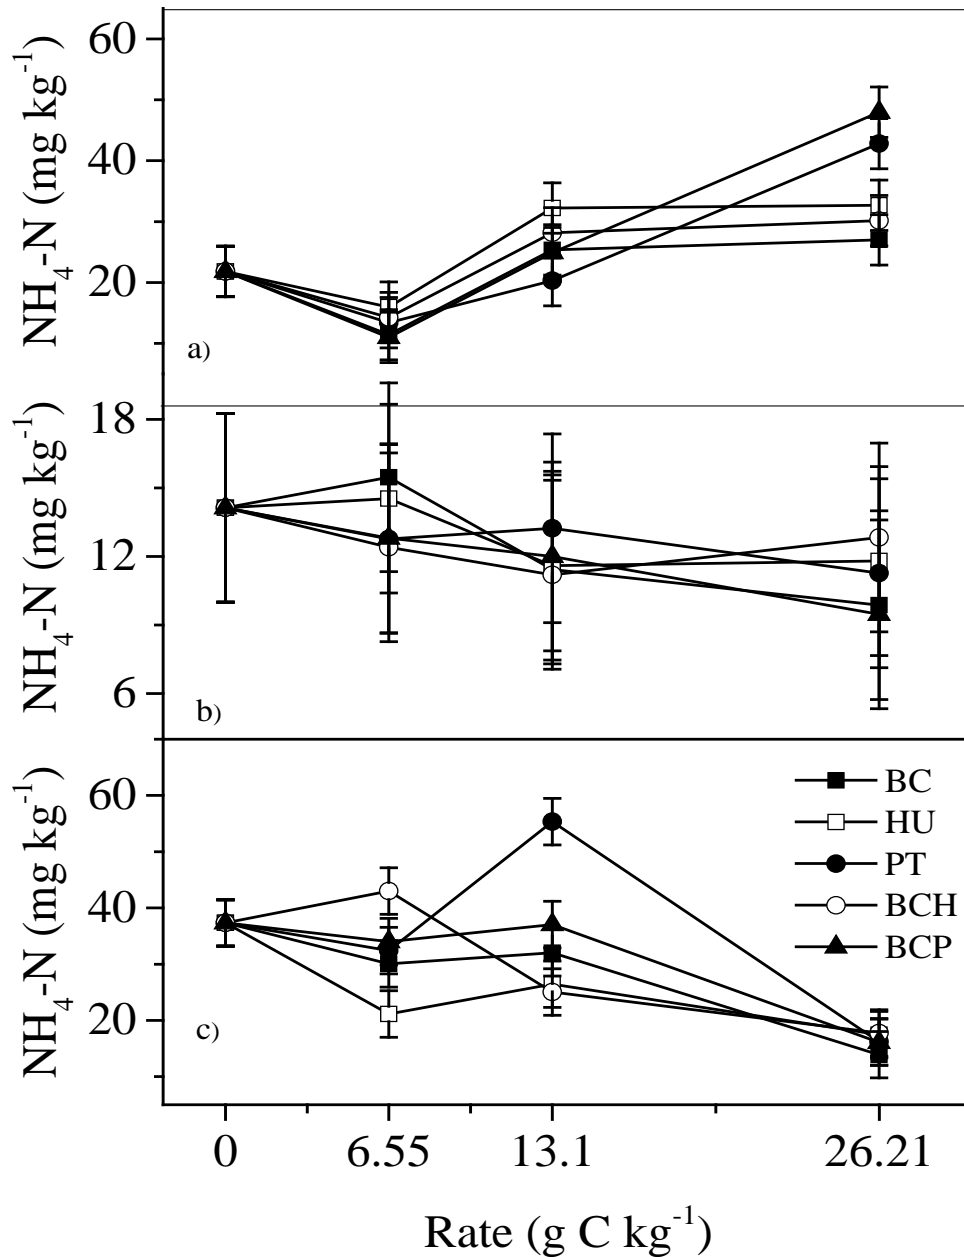 NH4-N (mg kg-1)
60
40
20
a)
NH4-N (mg kg-1)
18
12
6
b)
NH4-N (mg kg-1)
60
40
20
c)
BC
HU
PT
BCH
BCP
0 6.55 13.1 26.21
Rate (g C kg-1)